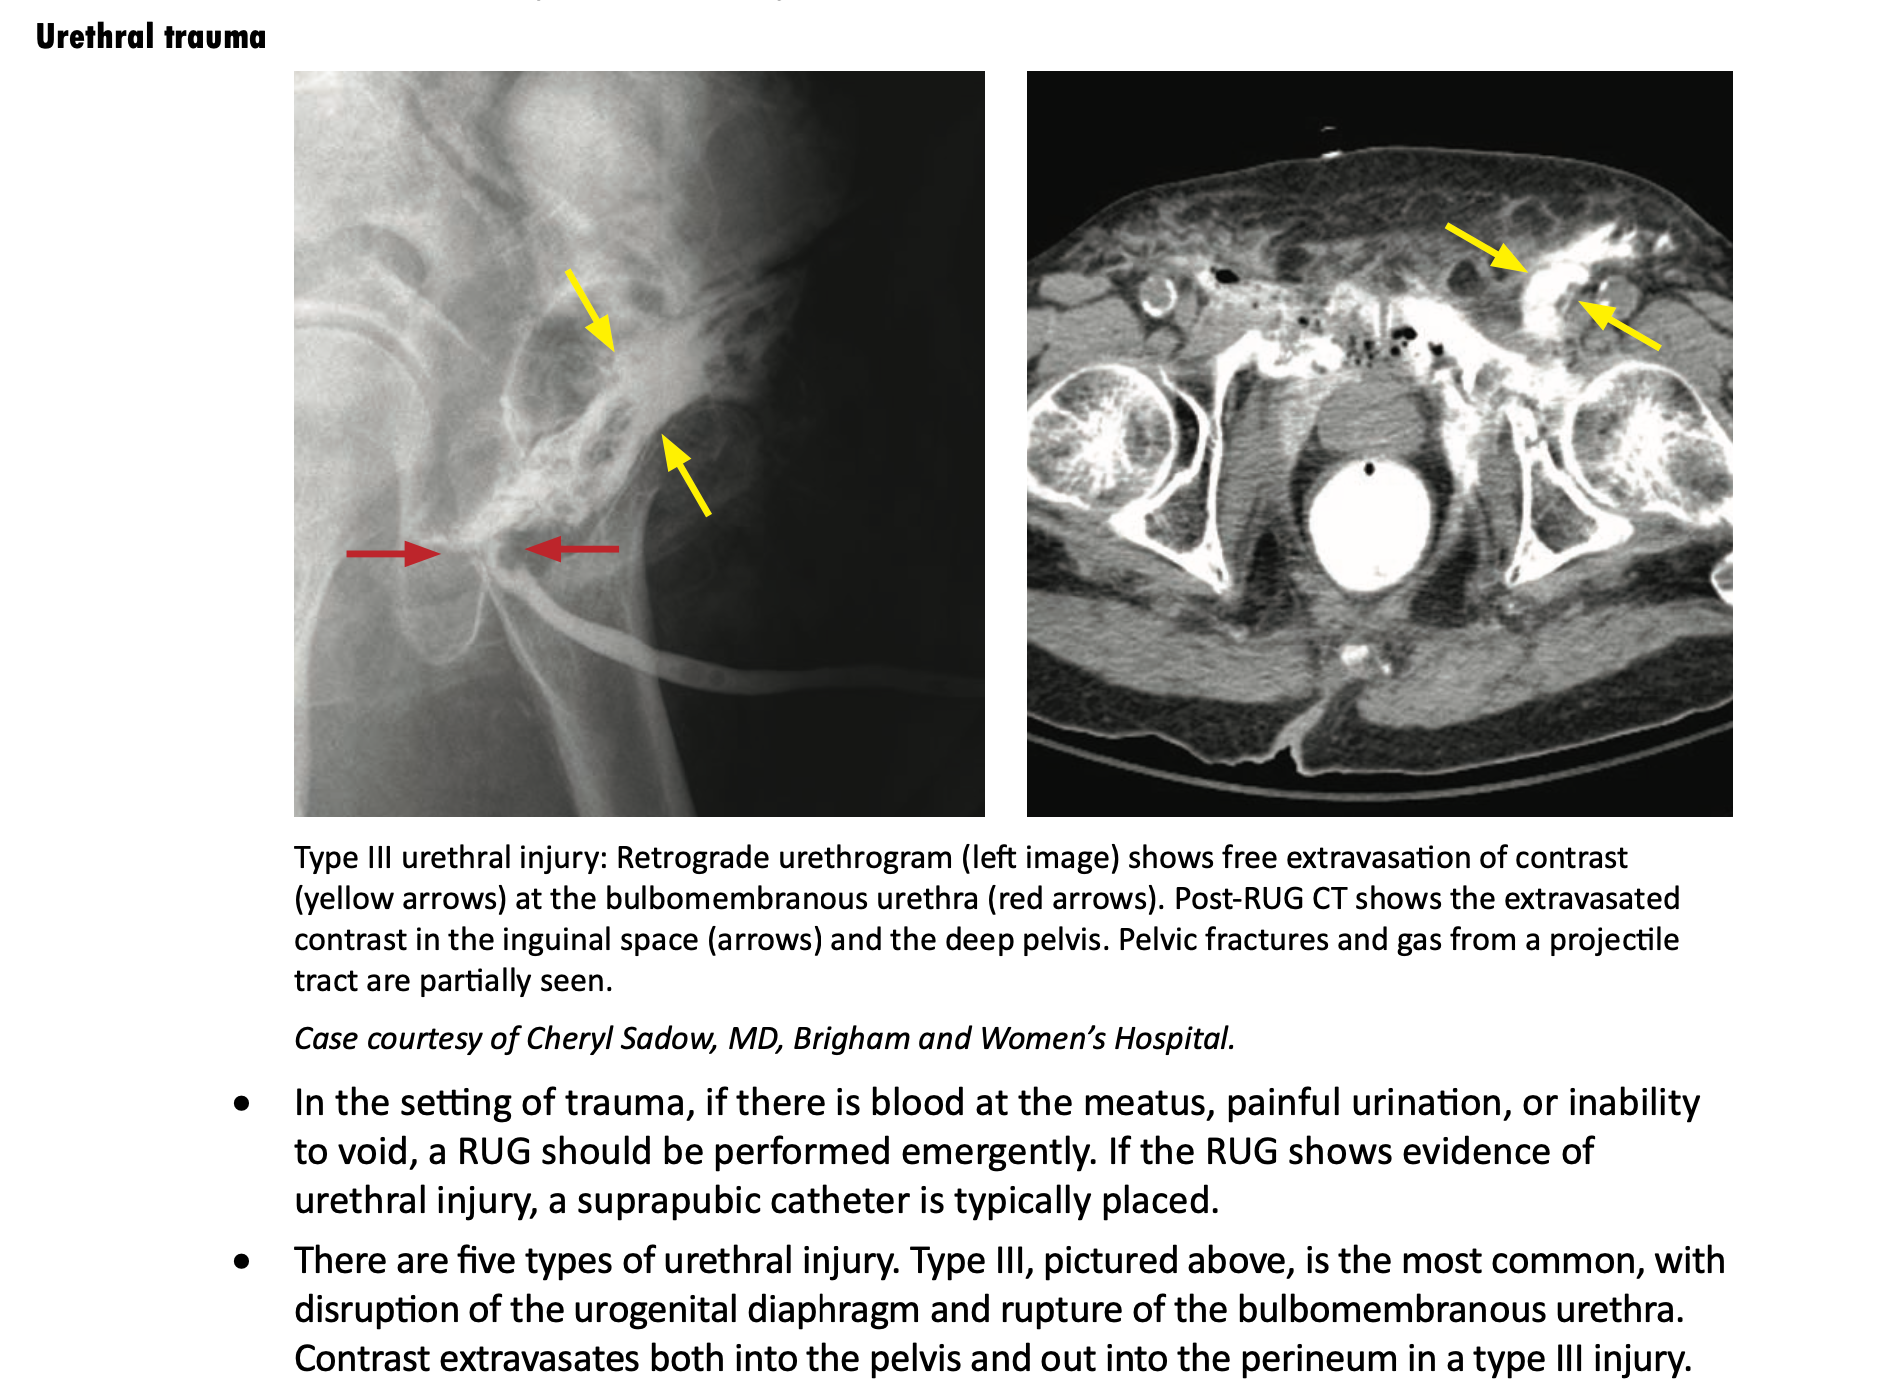 Urethral trauma
Type III urethral injury: Retrograde urethrogram (left image) shows free extravasation of contrast
(yellow arrows) at the bulbomembranous urethra (red arrows). Post-RUG CT shows the extravasated
contrast in the inguinal space (arrows) and the deep pelvis. Pelvic fractures and gas from a projectile
tract are partially seen.
Case courtesy of Cheryl Sadow, MD, Brigham and Women’s Hospital.
• In the setting of trauma, if there is blood at the meatus, painful urination, or inability
to void, a RUG should be performed emergently. If the RUG shows evidence of
urethral injury, a suprapubic catheter is typically placed.
• There are five types of urethral injury. Type III, pictured above, is the most common, with
disruption of the urogenital diaphragm and rupture of the bulbomembranous urethra.
Contrast extravasates both into the pelvis and out into the perineum in a type III injury.